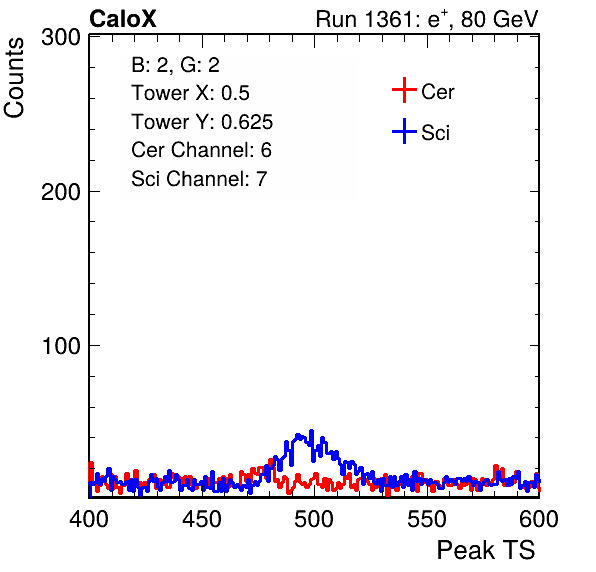 CaloX Run 1361: e⁺, 80 GeV
Counts
300
200
100
B: 2, G: 2
Tower X: 0.5
Tower Y: 0.625
Cer Channel: 6
Sci Channel: 7
Cer
Sci
400 450 500 550 600
Peak TS